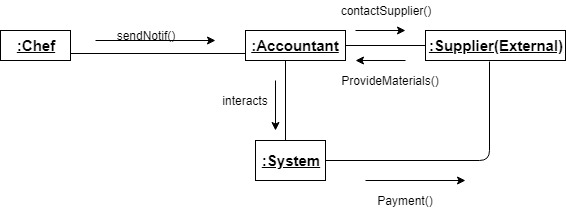 contactSupplier()
sendNotif()
:Chef
:Accountant
:Supplier(External)
ProvideMaterials()
interacts
:System
Payment()